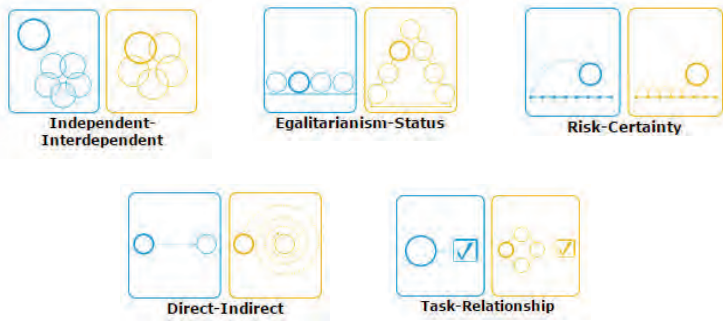 Independent-
Interdependent
Egalitarianism-Status
Risk-Certainty
Direct-Indirect
Task-Relationship